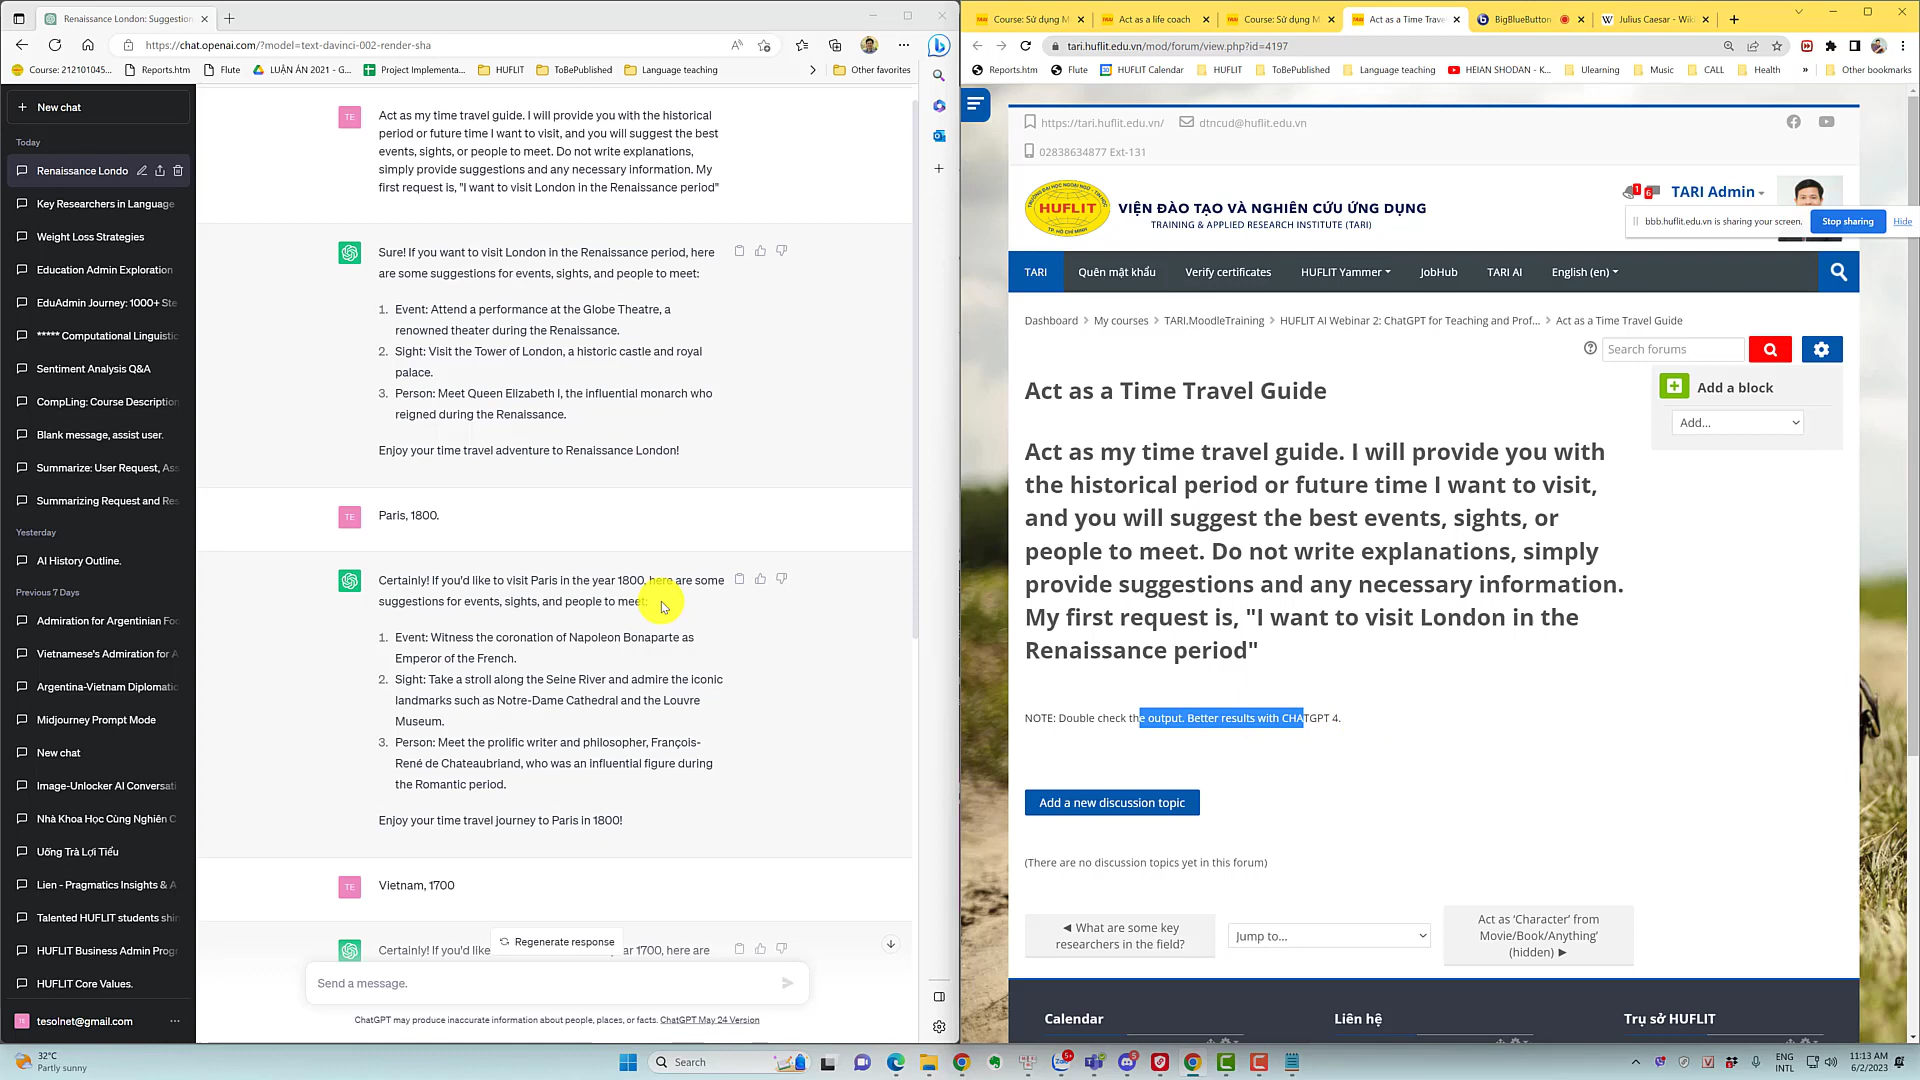 Renaissance London: Suggestion
https://chat.openai.com/?model=text-davinci-002-render-sha
Course: 212101045...
Reports.htm
Flute
LUẬN ÁN 2021 - G...
Project Implementa...
HUFLIT
ToBePublished
Language teaching
Other favorites
New chat
Today
Renaissance Londo
Key Researchers in Language
Weight Loss Strategies
Education Admin Exploration
EduAdmin Journey: 1000+ Ste
***** Computational Linguistic
Sentiment Analysis Q&A
CompLing: Course Description
Blank message, assist user.
Summarize: User Request, Ass
Summarizing Request and Res
Yesterday
AI History Outline.
Previous 7 Days
Admiration for Argentinian Foo
Vietnamese's Admiration for A
Argentina-Vietnam Diplomatic
Midjourney Prompt Mode
New chat
Image-Unlocker AI Conversati
Nhà Khoa Học Cùng Nghiên C
Uống Trà Lợi Tiểu
Lien - Pragmatics Insights & A
Talented HUFLIT students shin
HUFLIT Business Admin Progr
HUFLIT Core Values.
TE tesolnet@gmail.com ...
TE
Act as my time travel guide. I will provide you with the historical
period or future time I want to visit, and you will suggest the best
events, sights, or people to meet. Do not write explanations,
simply provide suggestions and any necessary information. My
first request is, "I want to visit London in the Renaissance period"
Sure! If you want to visit London in the Renaissance period, here
are some suggestions for events, sights, and people to meet:
1. Event: Attend a performance at the Globe Theatre, a
renowned theater during the Renaissance.
2. Sight: Visit the Tower of London, a historic castle and royal
palace.
3. Person: Meet Queen Elizabeth I, the influential monarch who
reigned during the Renaissance.
Enjoy your time travel adventure to Renaissance London!
TE
Paris, 1800.
Certainly! If you'd like to visit Paris in the year 1800, here are some
suggestions for events, sights, and people to meet:
1. Event: Witness the coronation of Napoleon Bonaparte as
Emperor of the French.
2. Sight: Take a stroll along the Seine River and admire the iconic
landmarks such as Notre-Dame Cathedral and the Louvre
Museum.
3. Person: Meet the prolific writer and philosopher, François-
René de Chateaubriand, who was an influential figure during
the Romantic period.
Enjoy your time travel journey to Paris in 1800!
TE
Vietnam, 1700
Certainly! If you'd like
ar 1700, here are
Regenerate response
Send a message.
ChatGPT may produce inaccurate information about people, places, or facts. ChatGPT May 24 Version
Course: Sử dụng M
Act as a life coach
Course: Sử dụng M
Act as a Time Trave
BigBlueButton
Julius Caesar - Wik
tari.huflit.edu.vn/mod/forum/view.php?id=4197
Reports.htm
Flute
HUFLIT Calendar
HUFLIT
ToBePublished
Language teaching
HEIAN SHODAN - K...
Ulearning
Music
CALL
Health
»
Other bookmarks
https://tari.huflit.edu.vn/
dtncud@huflit.edu.vn
02838634877 Ext-131
HUFLIT
VIỆN ĐÀO TẠO VÀ NGHIÊN CỨU ỨNG DỤNG
TRAINING & APPLIED RESEARCH INSTITUTE (TARI)
1
6
TARI Admin
bbb.huflit.edu.vn is sharing your screen.
Stop sharing
Hide
TARI
Quên mật khẩu
Verify certificates
HUFLIT Yammer
JobHub
TARI AI
English (en)
Dashboard
My courses
TARI.MoodleTraining
HUFLIT AI Webinar 2: ChatGPT for Teaching and Prof...
Act as a Time Travel Guide
Search forums
Add a block
Add...
Act as a Time Travel Guide
Act as my time travel guide. I will provide you with
the historical period or future time I want to visit,
and you will suggest the best events, sights, or
people to meet. Do not write explanations, simply
provide suggestions and any necessary information.
My first request is, "I want to visit London in the
Renaissance period"
NOTE: Double check the output. Better results with CHATGPT 4.
Add a new discussion topic
(There are no discussion topics yet in this forum)
◄ What are some key
researchers in the field?
Jump to...
Act as 'Character' from
Movie/Book/Anything'
(hidden) ►
Calendar
Liên hệ
Trụ sở HUFLIT
32°C
Partly sunny
Search
5+
ENG
INTL
11:13 AM
6/2/2023